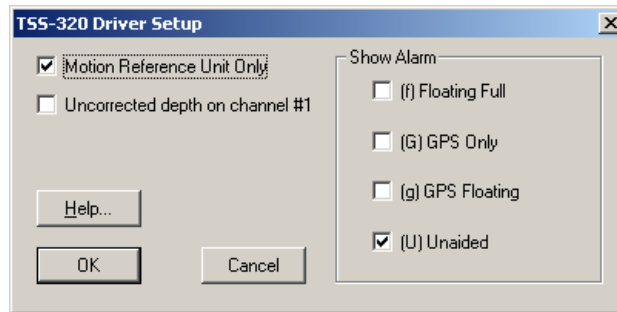 TSS-320 Driver Setup
Motion Reference Unit Only
Uncorrected depth on channel #1
Help...
OK
Cancel
Show Alarm
(f) Floating Full
(G) GPS Only
(g) GPS Floating
(U) Unaided